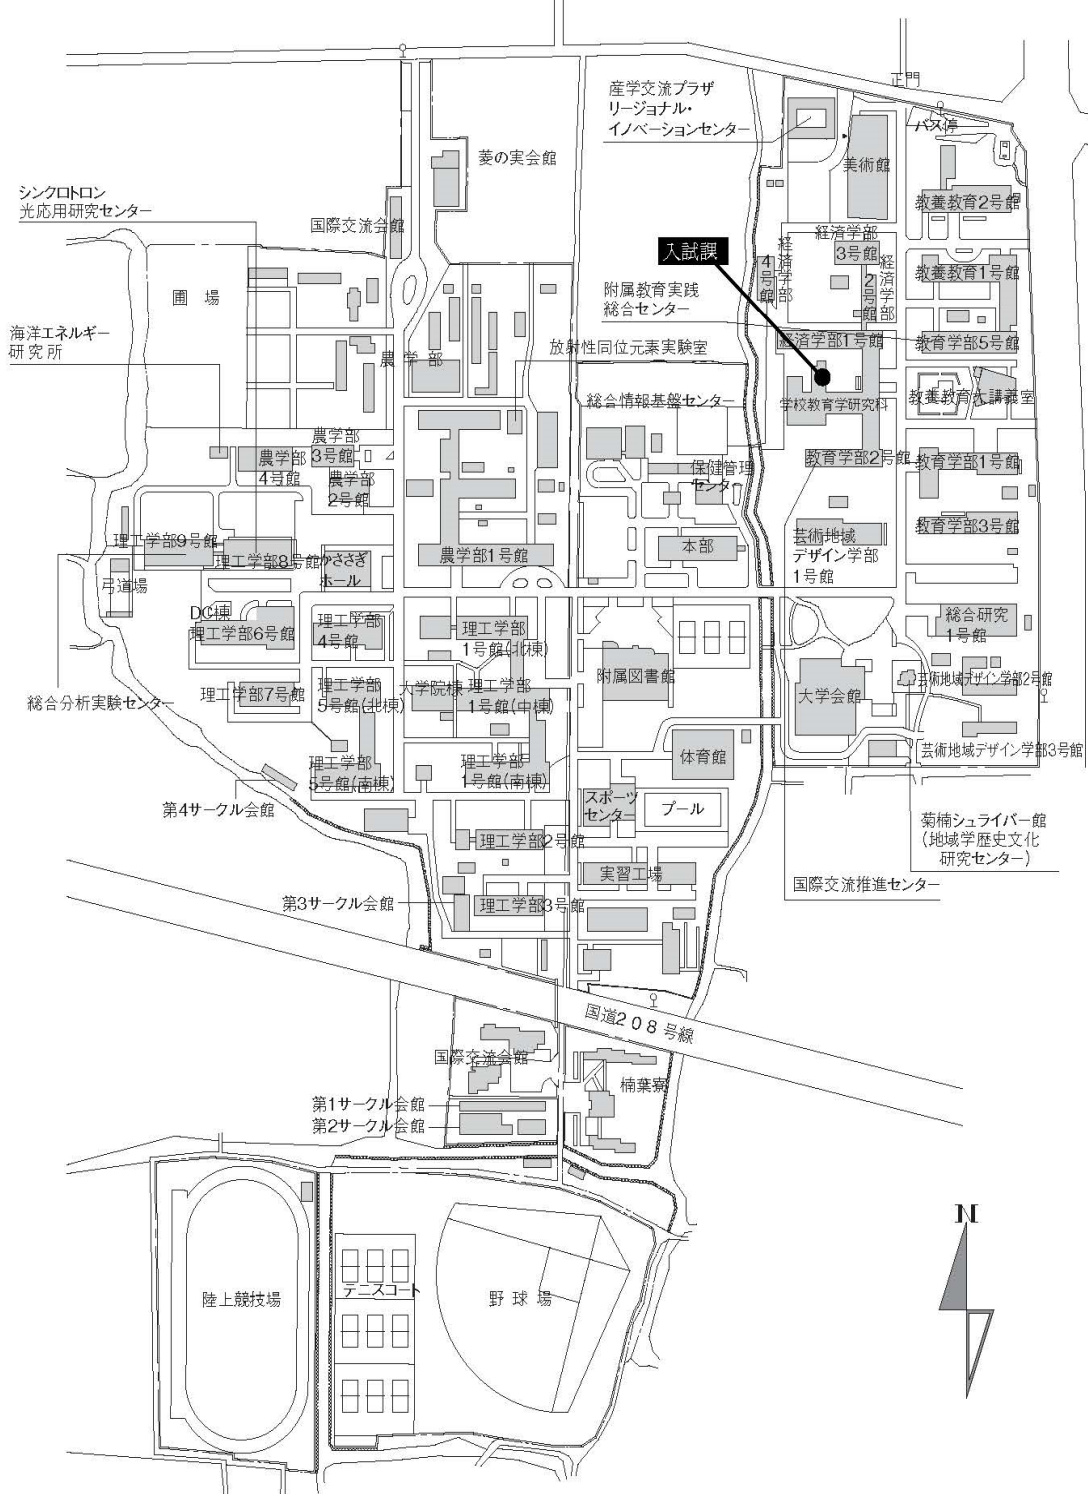 正門
産学交流プラザ
リージョナル・
イノベーションセンター
バス停
菱の実会館
美術館
シンクロトロン
光応用研究センター
教養教育2号館
国際交流会館
経済学部
3号館
入試課
経済学部
4号館
経済学部
2号館
教養教育1号館
圃 場
附属教育実践
総合センター
海洋エネルギー
研究所
農 学 部
放射性同位元素実験室
経済学部1号館
教育学部5号館
総合情報基盤センター
学校教育学研究科
教養教育大講義室
農学部
3号館
農学部
4号館
農学部
2号館
保健管理
センター
教育学部2号館
教育学部1号館
教育学部3号館
理工学部9号館
理工学部8号館
かささぎ
ホール
農学部1号館
本部
芸術地域
デザイン学部
1号館
弓道場
DC棟
理工学部6号館
理工学部
4号館
理工学部
1号館(北棟)
総合研究
1号館
附属図書館
大学会館
芸術地域デザイン学部2号館
総合分析実験センター
理工学部7号館
理工学部
5号館(北棟)
大学院棟
理工学部
1号館(中棟)
芸術地域デザイン学部3号館
理工学部
5号館(南棟)
理工学部
1号館(南棟)
体育館
第4サークル会館
スポーツ
センター
プール
菊楠シュライバー館
(地域学歴史文化
研究センター)
理工学部2号館
実習工場
国際交流推進センター
第3サークル会館
理工学部3号館
国道208号線
国際交流会館
楠葉寮
第1サークル会館
第2サークル会館
N
陸上競技場
テニスコート
野 球 場